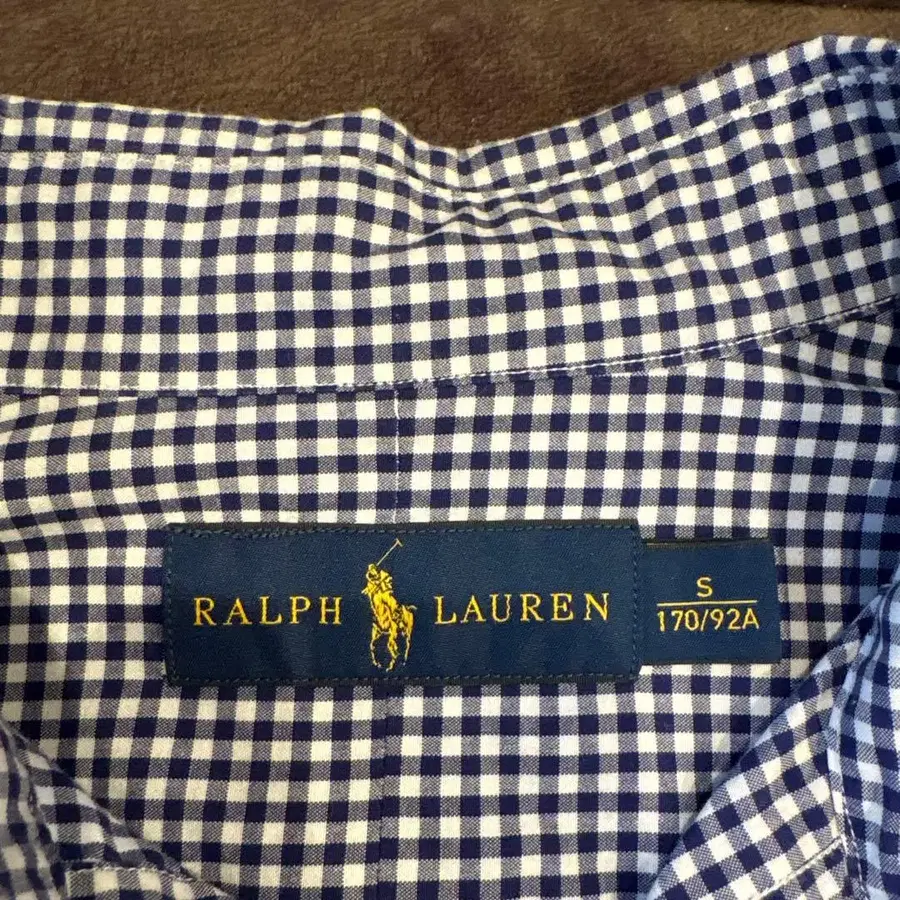 RALPH LAUREN
S
170/92A